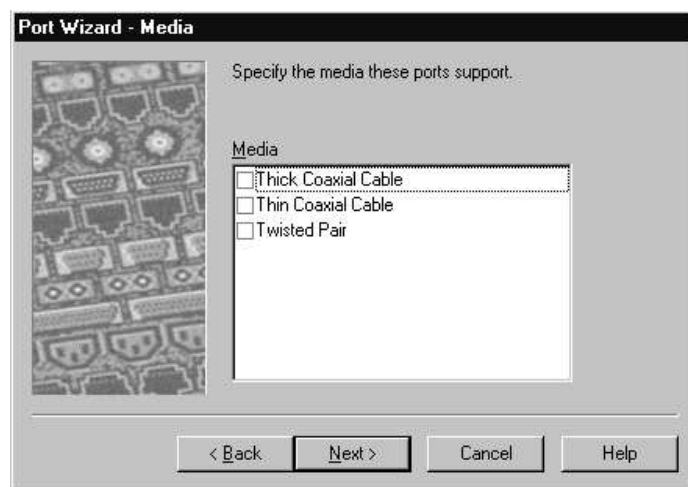 Port Wizard - Media
Specify the media these ports support.
Media
Thick Coaxial Cable
Thin Coaxial Cable
Twisted Pair
< Back
Next >
Cancel
Help